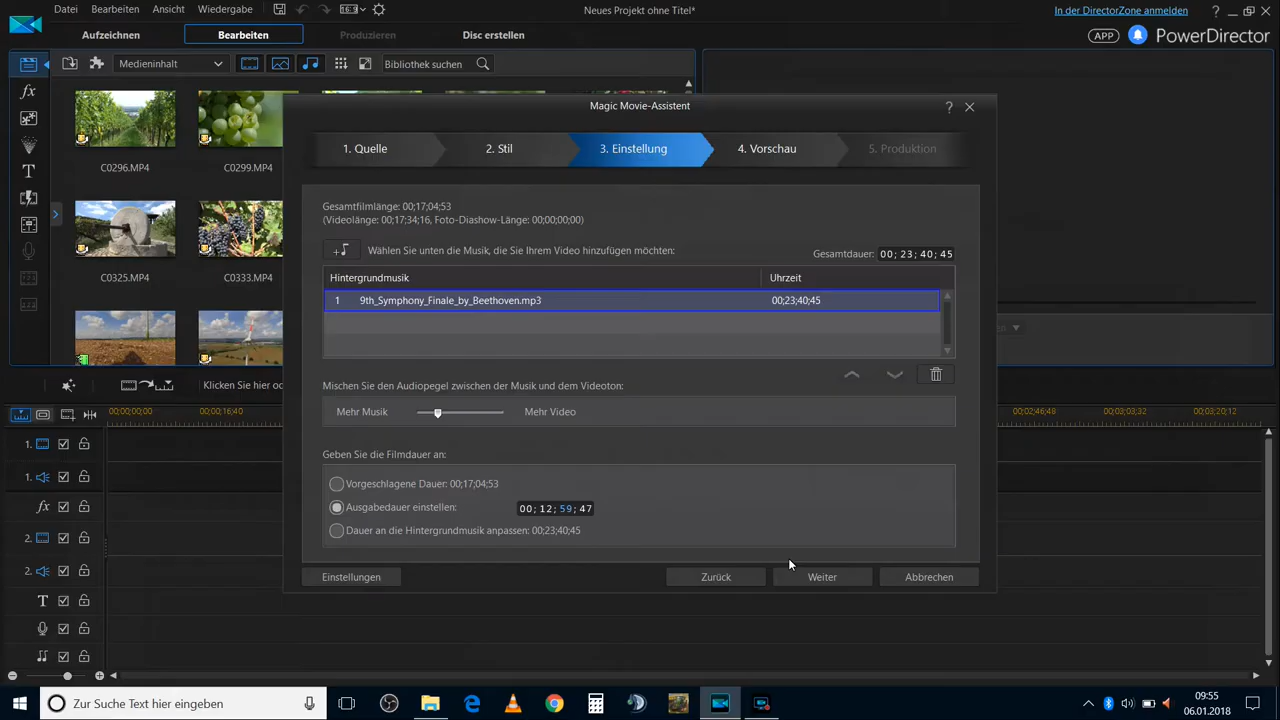 Datei Bearbeiten Ansicht Wiedergabe 16:9 Neues Projekt ohne Titel* In der DirectorZone anmelden ?
Aufzeichnen Bearbeiten Produzieren Disc erstellen APP PowerDirector
Medieninhalt Bibliothek suchen
Magic Movie-Assistent ?
1. Quelle 2. Stil 3. Einstellung 4. Vorschau 5. Produktion
C0296.MP4 C0299.MP4
Gesamtfilmlänge: 00;17;04;53
(Videolänge: 00;17;34;16, Foto-Diashow-Länge: 00;00;00;00)
Wählen Sie unten die Musik, die Sie Ihrem Video hinzufügen möchten: Gesamtdauer: 00; 23; 40; 45
Hintergrundmusik Uhrzeit
1 9th_Symphony_Finale_by_Beethoven.mp3 00;23;40;45
C0325.MP4 C0333.MP4
Mischen Sie den Audiopegel zwischen der Musik und dem Videoton:
Klicken Sie hier od
Mehr Musik Mehr Video
00;00;00;00 00;00;16;40 00;02;46;48 00;03;03;32 00;03;20;12
Geben Sie die Filmdauer an:
1.
1.
Vorgeschlagene Dauer: 00;17;04;53
fx Ausgabedauer einstellen: 00; 12; 59; 47
Dauer an die Hintergrundmusik anpassen: 00;23;40;45
2.
2.
Einstellungen Zurück Weiter Abbrechen
T
Zur Suche Text hier eingeben
09:55
06.01.2018